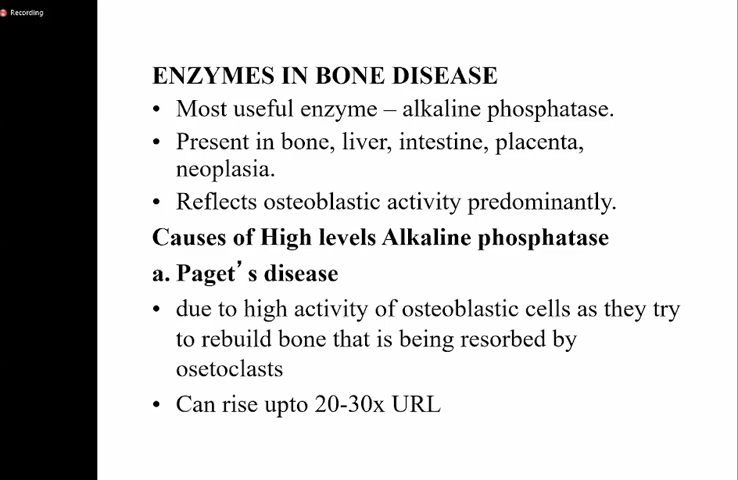 Recording
ENZYMES IN BONE DISEASE
• Most useful enzyme – alkaline phosphatase.
• Present in bone, liver, intestine, placenta,
neoplasia.
• Reflects osteoblastic activity predominantly.
Causes of High levels Alkaline phosphatase
a. Paget’s disease
• due to high activity of osteoblastic cells as they try
to rebuild bone that is being resorbed by
osetoclasts
• Can rise upto 20-30x URL